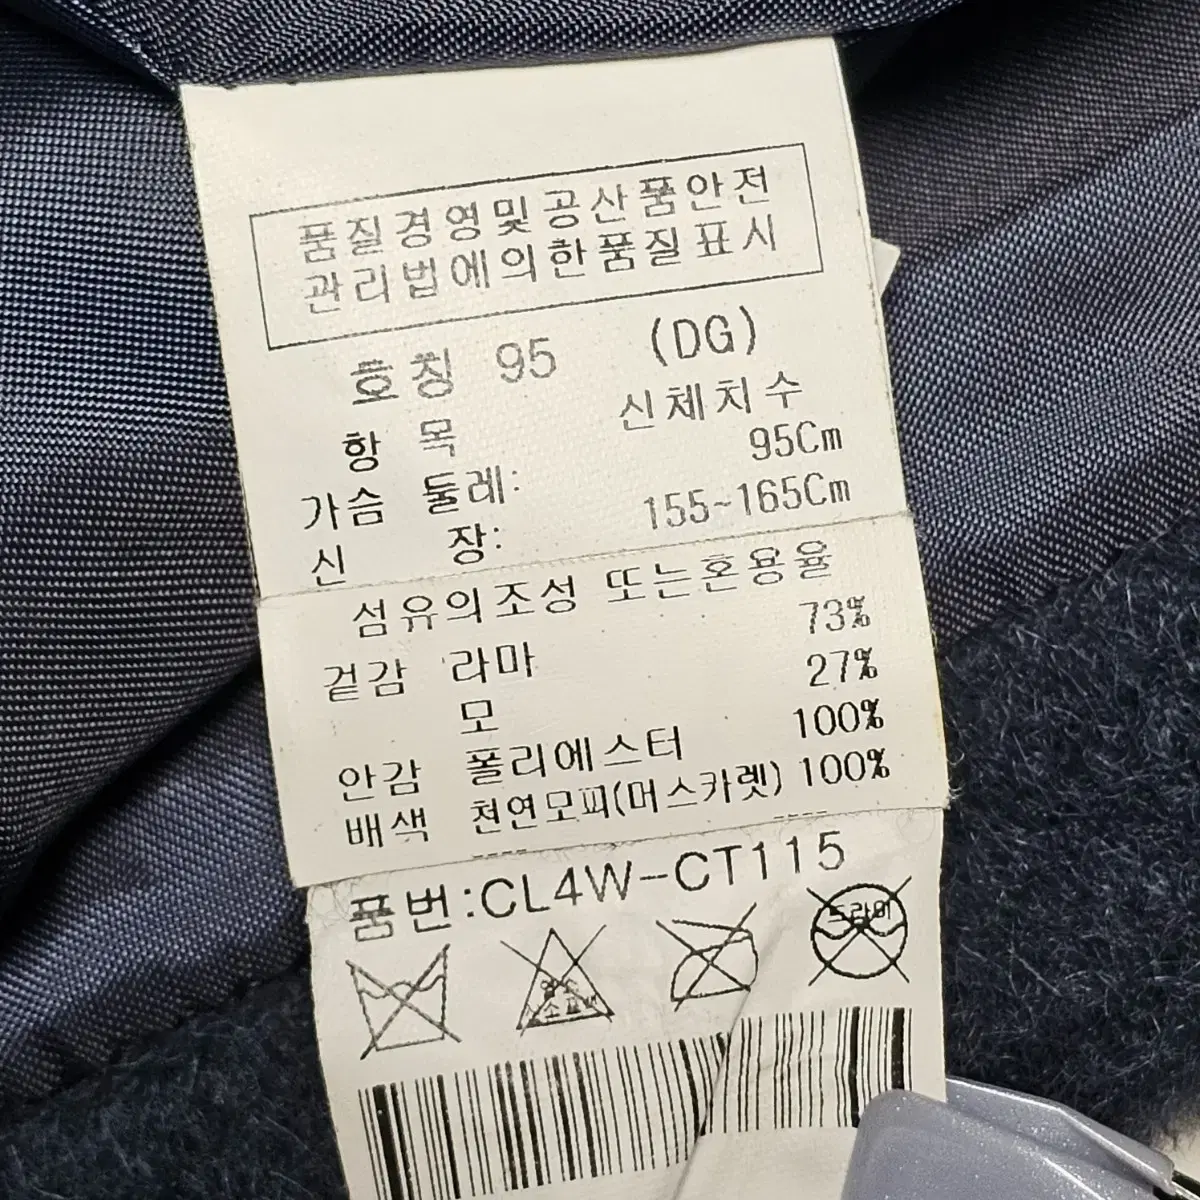 품질경영및공산품안전
관리법에의한품질표시
호칭 95 (DG)
항 목 신체치수
가슴 둘레: 95Cm
신 장: 155~165Cm
섬유의조성 또는혼용율
겉감 라마 73%
모 27%
안감 폴리에스터 100%
배색 천연모피(머스카렛) 100%
품번:CL4W-CT115
드라이